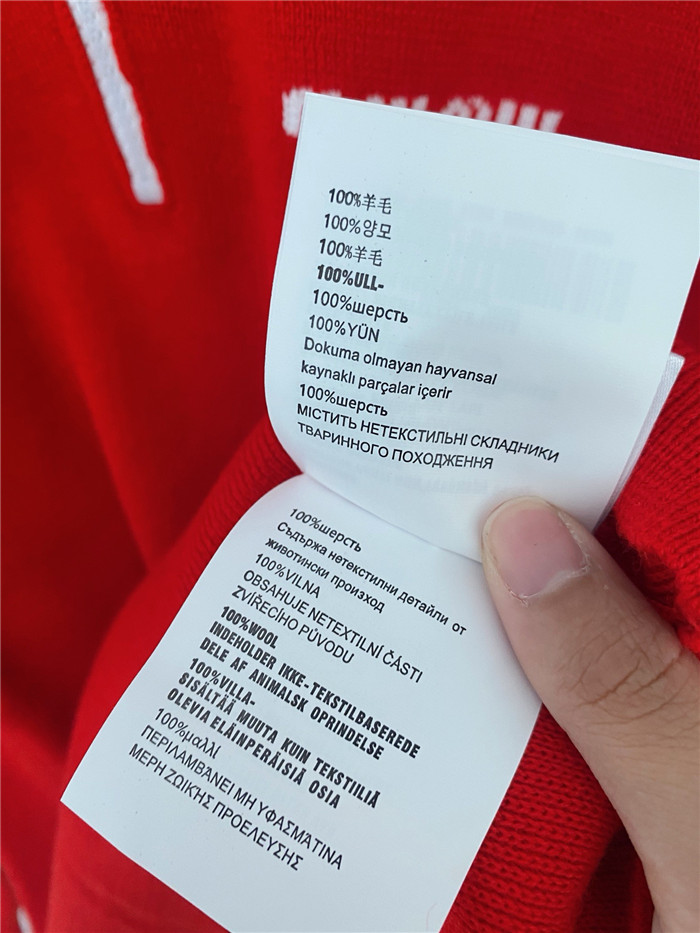 100%羊毛
100%양모
100%羊毛
100%ULL-
100%шерсть
100%YÜN
Dokuma olmayan hayvansal
kaynaklı parçalar içerir
100%шерсть
МІСТИТЬ НЕТЕКСТИЛЬНІ СКЛАДНИКИ
ТВАРИННОГО ПОХОДЖЕННЯ
100%шерсть
Съдържа нетекстилни детайли от
животински произход
100%VILNA
OBSAHUJE NETEXTILNÍ ČÁSTI
ZVÍŘECÍHO PŮVODU
100%WOOL
INDEHOLDER IKKE-TEKSTILBASEREDE
DELE AF ANIMALSK OPRINDELSE
100%VILLA-
SISÄLTÄÄ MUUTA KUIN TEKSTIILIÄ
OLEVIA ELÄINPERÄISIÄ OSIA
100%μαλλί
ΠΕΡΙΛΑΜΒΆΝΕΙ ΜΗ ΥΦΑΣΜΆΤΙΝΑ
ΜΕΡΗ ΖΩΙΚΉΣ ΠΡΟΕΛΕΥΣΗΣ